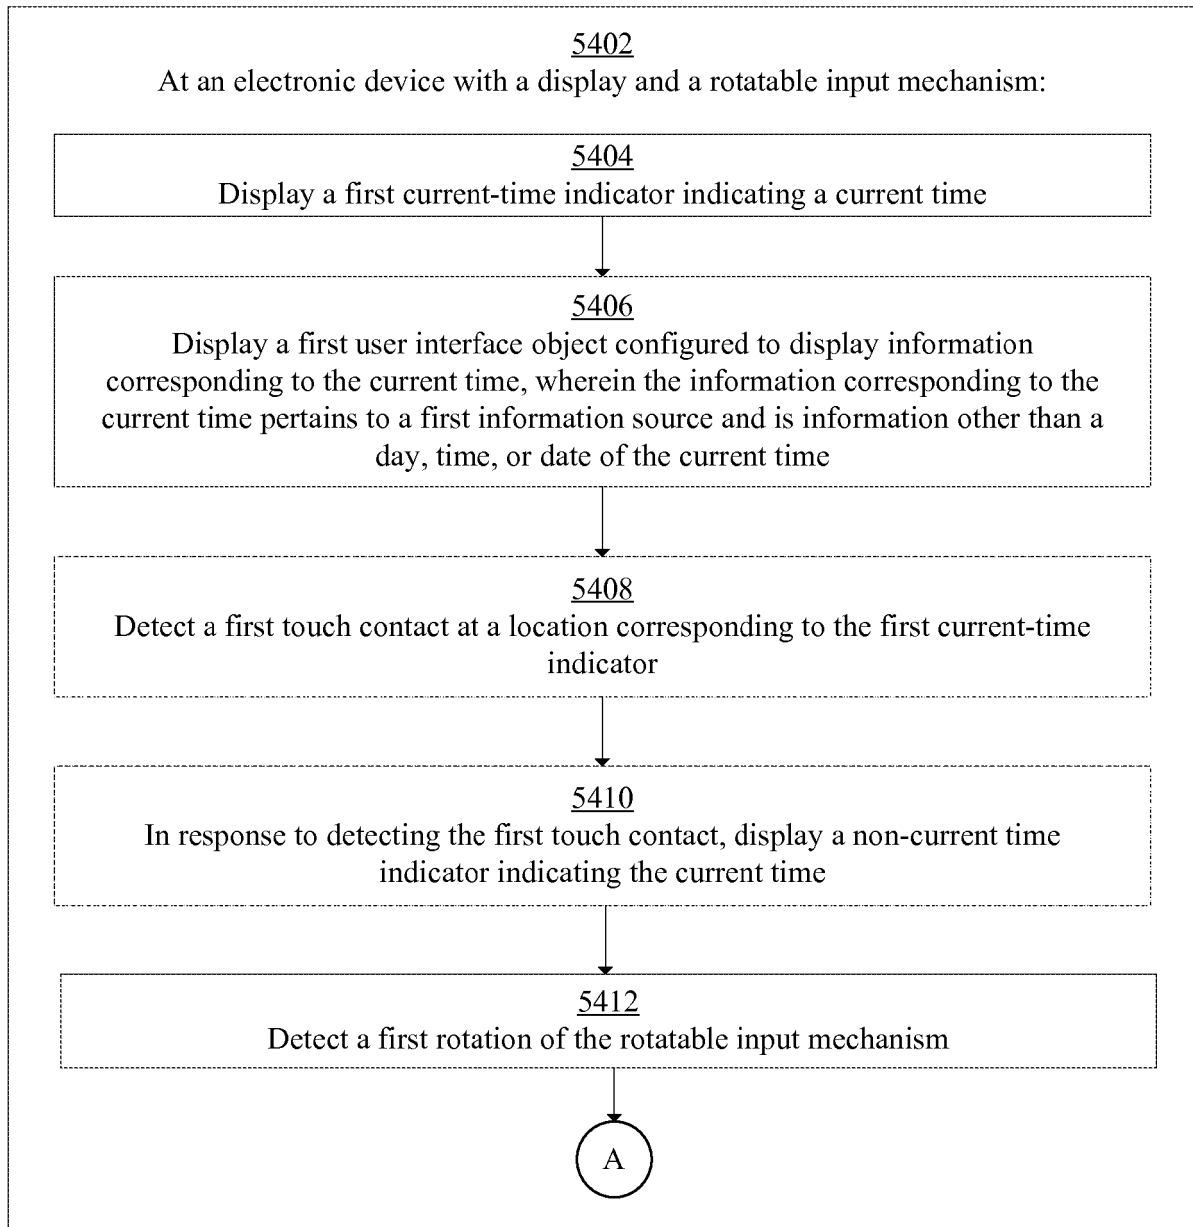 5402
At an electronic device with a display and a rotatable input mechanism:
5404
Display a first current-time indicator indicating a current time
5406
Display a first user interface object configured to display information
corresponding to the current time, wherein the information corresponding to the
current time pertains to a first information source and is information other than a
day, time, or date of the current time
5408
Detect a first touch contact at a location corresponding to the first current-time
indicator
5410
In response to detecting the first touch contact, display a non-current time
indicator indicating the current time
5412
Detect a first rotation of the rotatable input mechanism
A